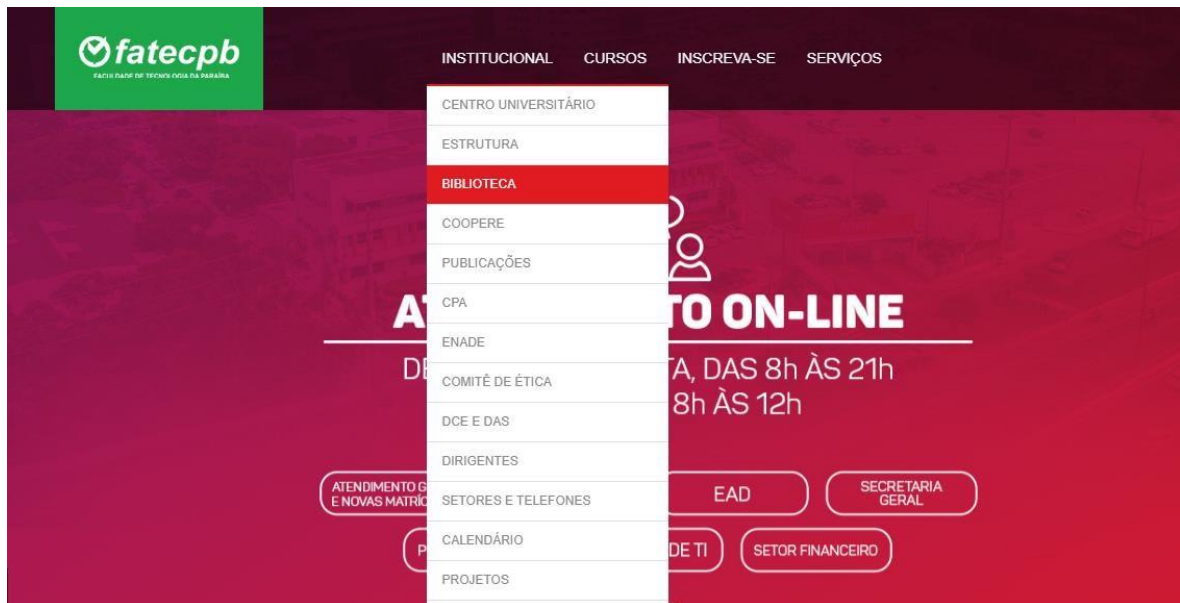 fatecpb
FACULDADE DE TECNOLOGIA DA PARAÍBA
INSTITUCIONAL CURSOS INSCREVA-SE SERVIÇOS
CENTRO UNIVERSITÁRIO
ESTRUTURA
BIBLIOTECA
COOPERE
PUBLICAÇÕES
CPA
ENADE
COMITÊ DE ÉTICA
DCE E DAS
DIRIGENTES
SETORES E TELEFONES
CALENDÁRIO
PROJETOS
A TO ON-LINE
DE TA, DAS 8h ÀS 21h
8h ÀS 12h
ATENDIMENTO G
E NOVAS MATRÍC
EAD
SECRETARIA
GERAL
P
DE TI
SETOR FINANCEIRO